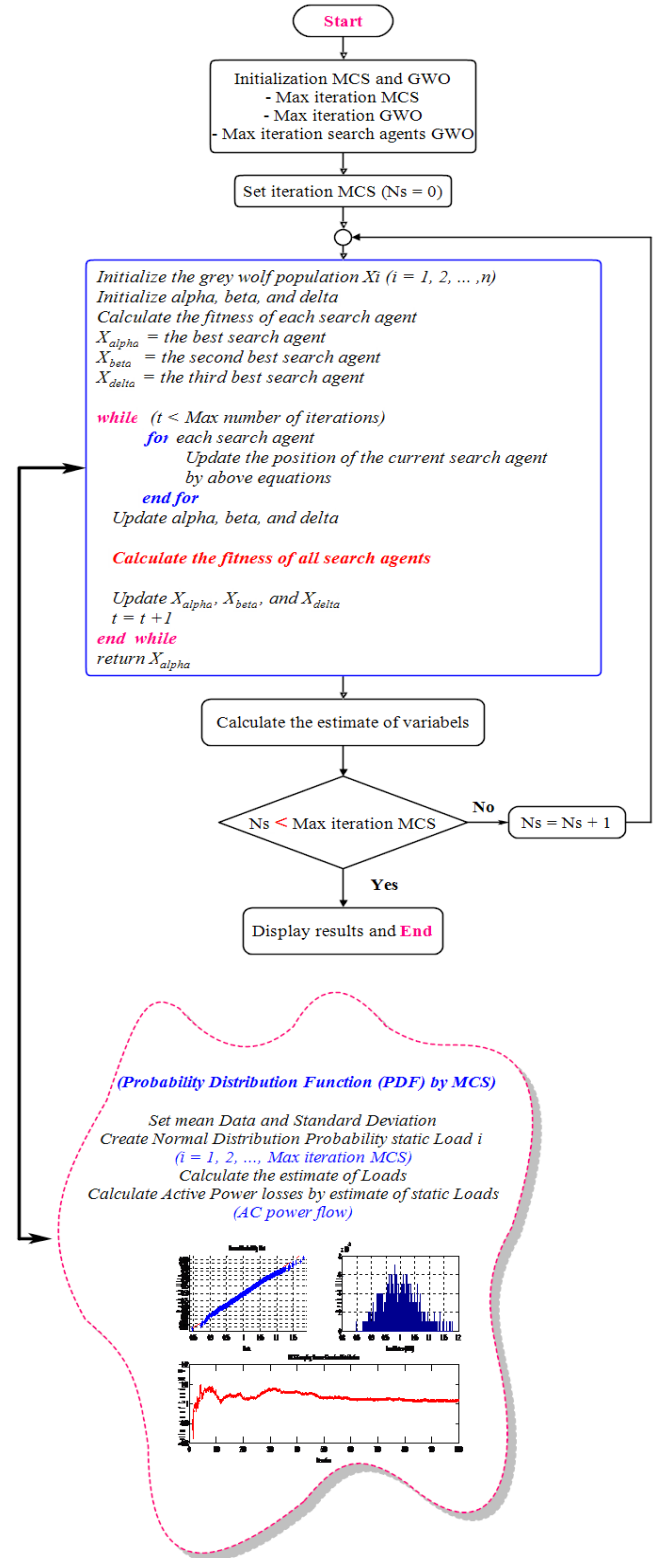 Start
Initialization MCS and GWO
- Max iteration MCS
- Max iteration GWO
- Max iteration search agents GWO
Set iteration MCS (Ns = 0)
Initialize the grey wolf population Xi (i = 1, 2, ... ,n)
Initialize alpha, beta, and delta
Calculate the fitness of each search agent
X_alpha = the best search agent
X_beta = the second best search agent
X_delta = the third best search agent
while (t < Max number of iterations)
for each search agent
Update the position of the current search agent
by above equations
end for
Update alpha, beta, and delta
Calculate the fitness of all search agents
Update X_alpha, X_beta, and X_delta
t = t +1
end while
return X_alpha
Calculate the estimate of variabels
Ns < Max iteration MCS
No
Ns = Ns + 1
Yes
Display results and End
(Probability Distribution Function (PDF) by MCS)
Set mean Data and Standard Deviation
Create Normal Distribution Probability static Load i
(i = 1, 2, ..., Max iteration MCS)
Calculate the estimate of Loads
Calculate Active Power losses by estimate of static Loads
(AC power flow)